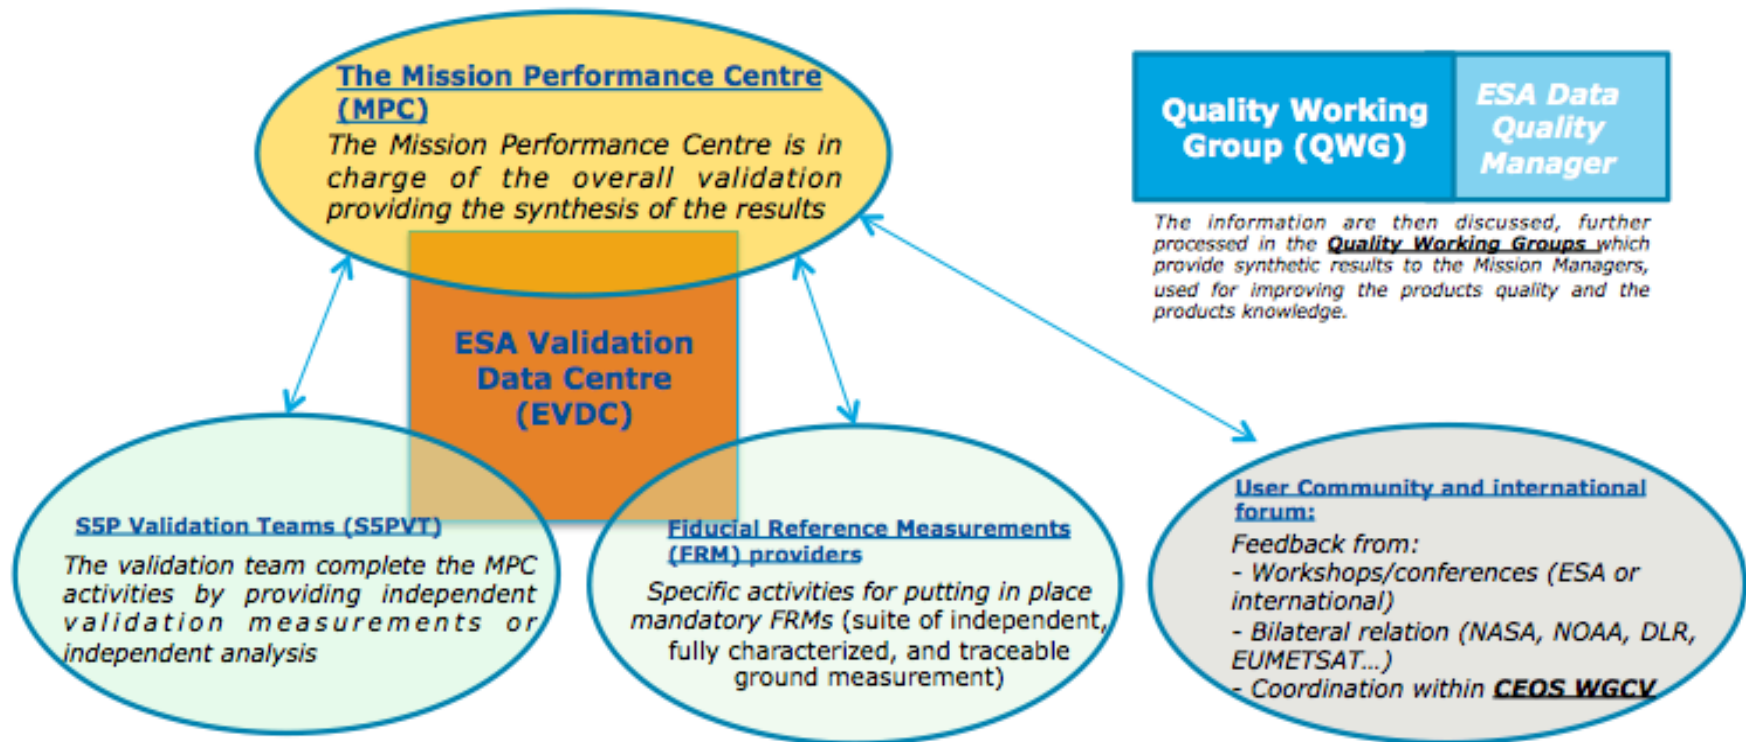 The Mission Performance Centre
(MPC)
The Mission Performance Centre is in
charge of the overall validation
providing the synthesis of the results
Quality Working
Group (QWG)
ESA Data
Quality
Manager
The information are then discussed, further
processed in the Quality Working Groups which
provide synthetic results to the Mission Managers,
used for improving the products quality and the
products knowledge.
ESA Validation
Data Centre
(EVDC)
S5P Validation Teams (S5PVT)
The validation team complete the MPC
activities by providing independent
validation measurements or
independent analysis
Fiducial Reference Measurements
(FRM) providers
Specific activities for putting in place
mandatory FRMs (suite of independent,
fully characterized, and traceable
ground measurement)
User Community and international
forum:
Feedback from:
- Workshops/conferences (ESA or
international)
- Bilateral relation (NASA, NOAA, DLR,
EUMETSAT...)
- Coordination within CEOS WGCV